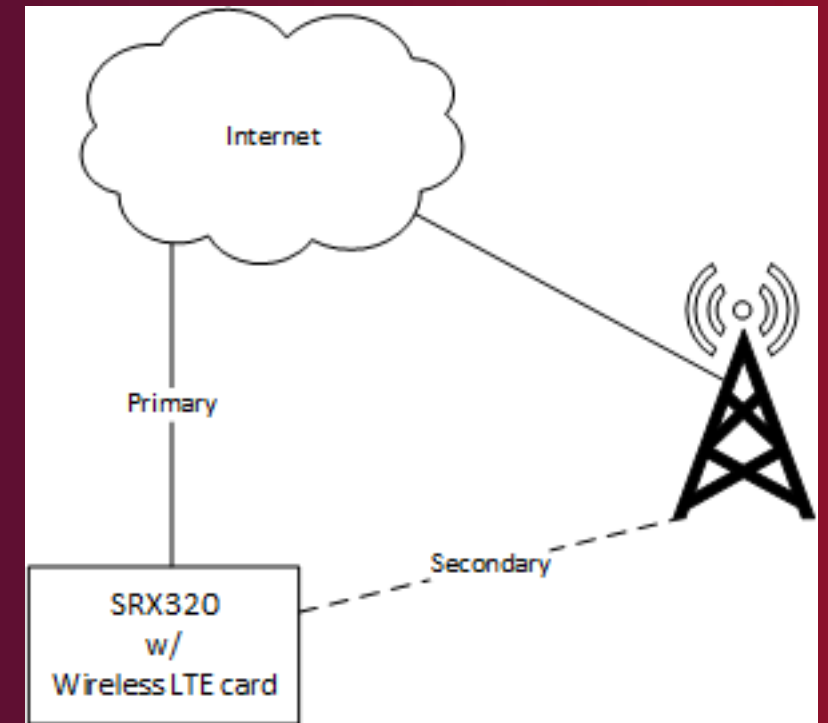 Internet
Primary
Secondary
SRX320
w/
Wireless LTE card